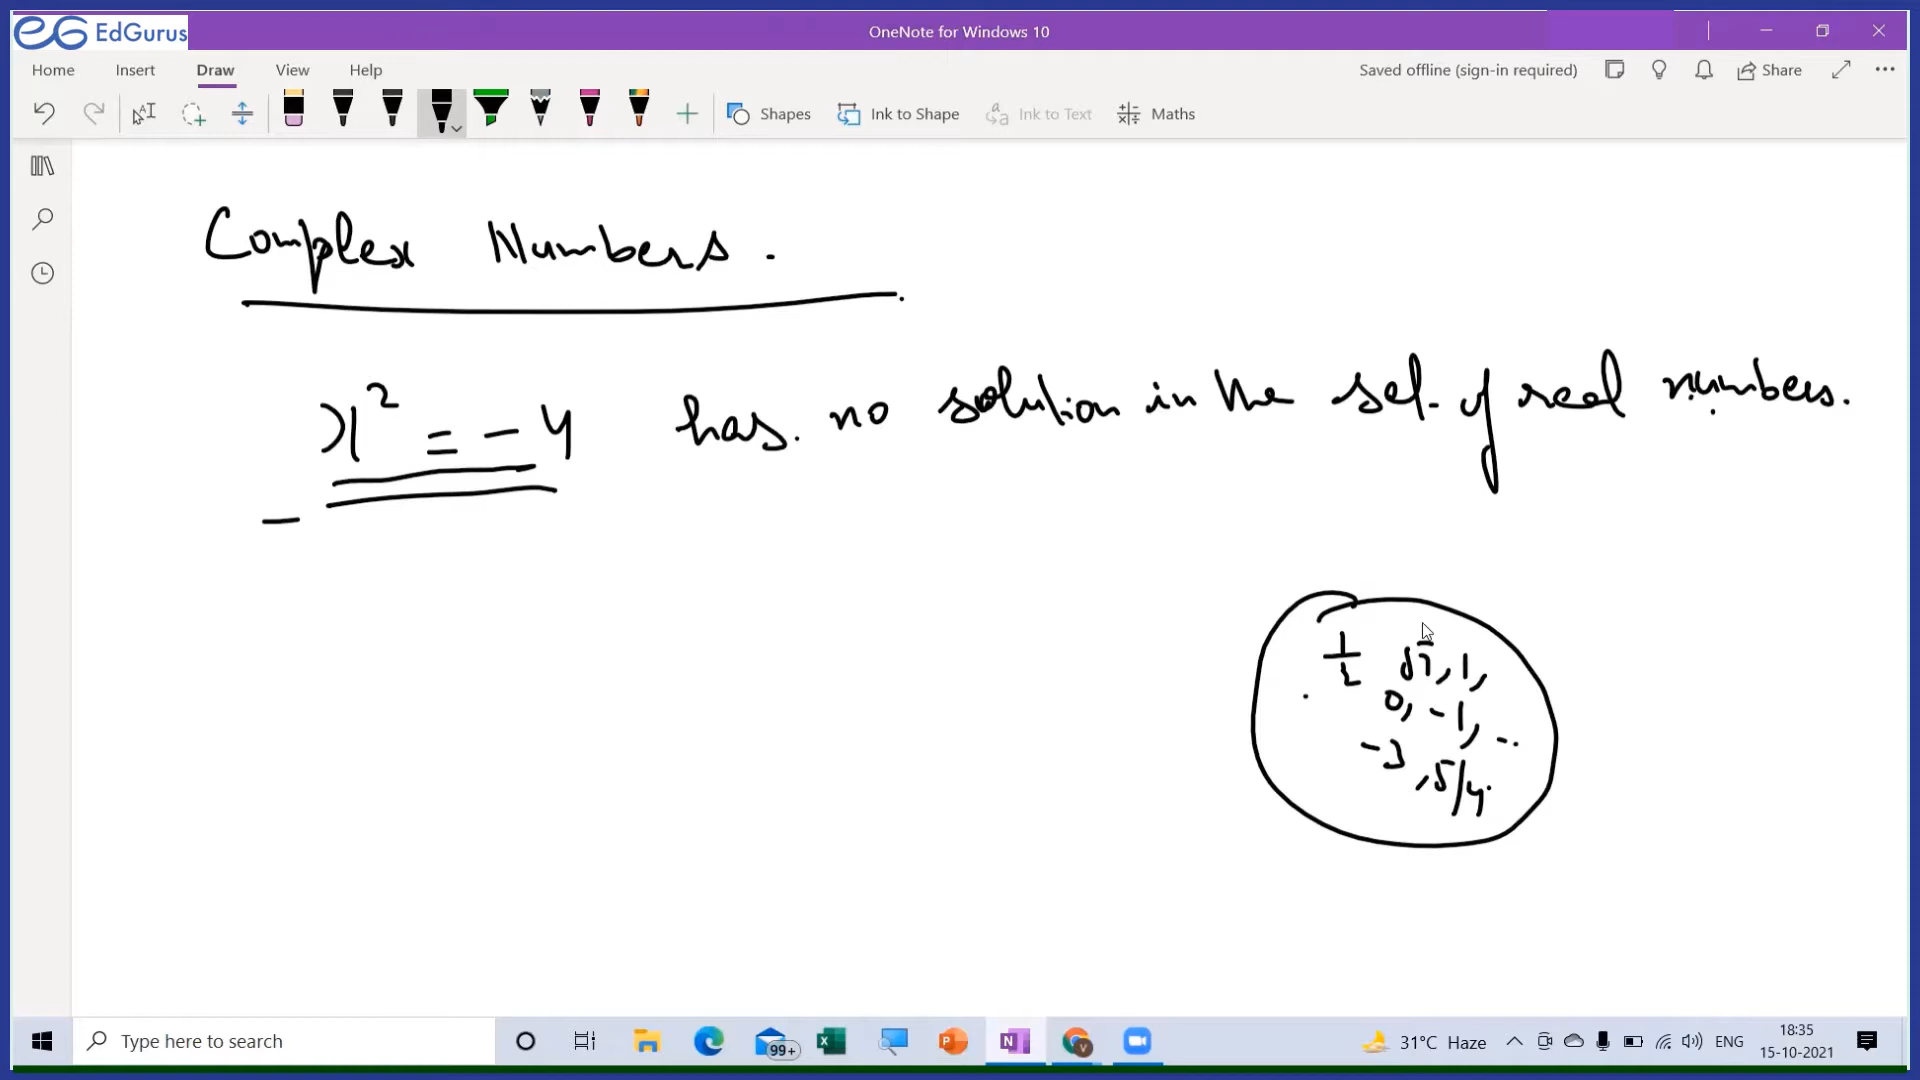 EdGurus
OneNote for Windows 10
Home Insert Draw View Help
Saved offline (sign-in required) Share
Shapes Ink to Shape Ink to Text Maths
Complex Numbers.
x² = -4 has. no solution in the set of real numbers.
-
1/2 √7, 1,
0, -1, ..
-3, 5/4.
Type here to search
99+
31°C Haze
ENG
18:35
15-10-2021